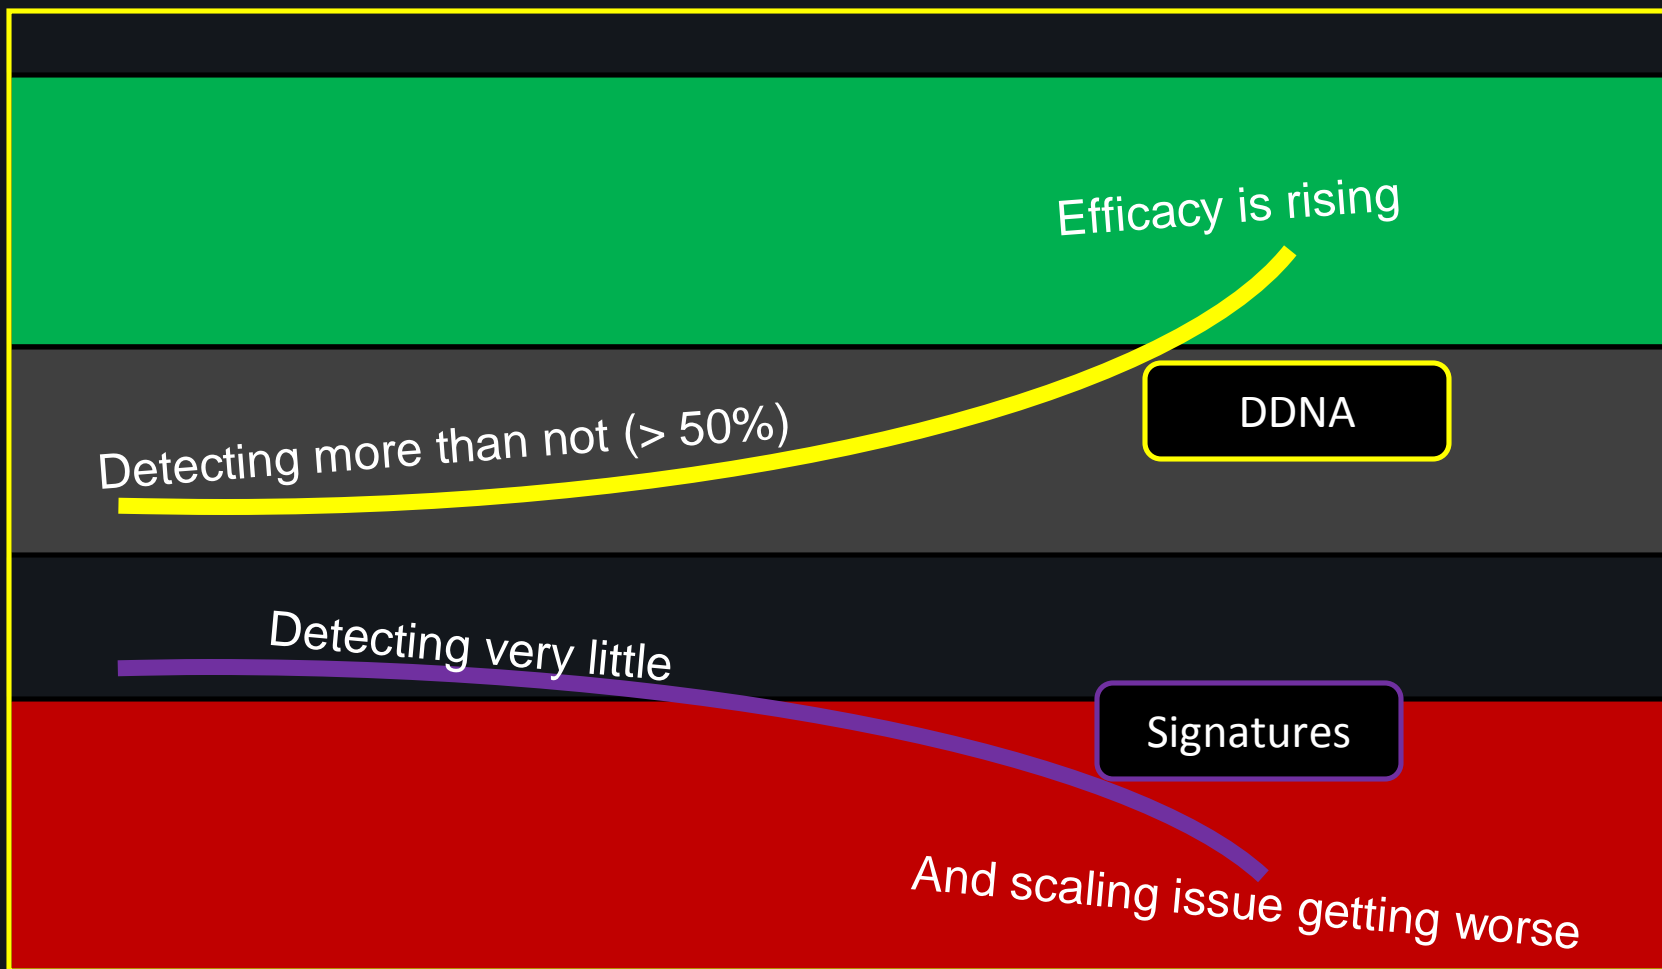 Efficacy is rising
DDNA
Detecting more than not (> 50%)
Detecting very little
Signatures
And scaling issue getting worse